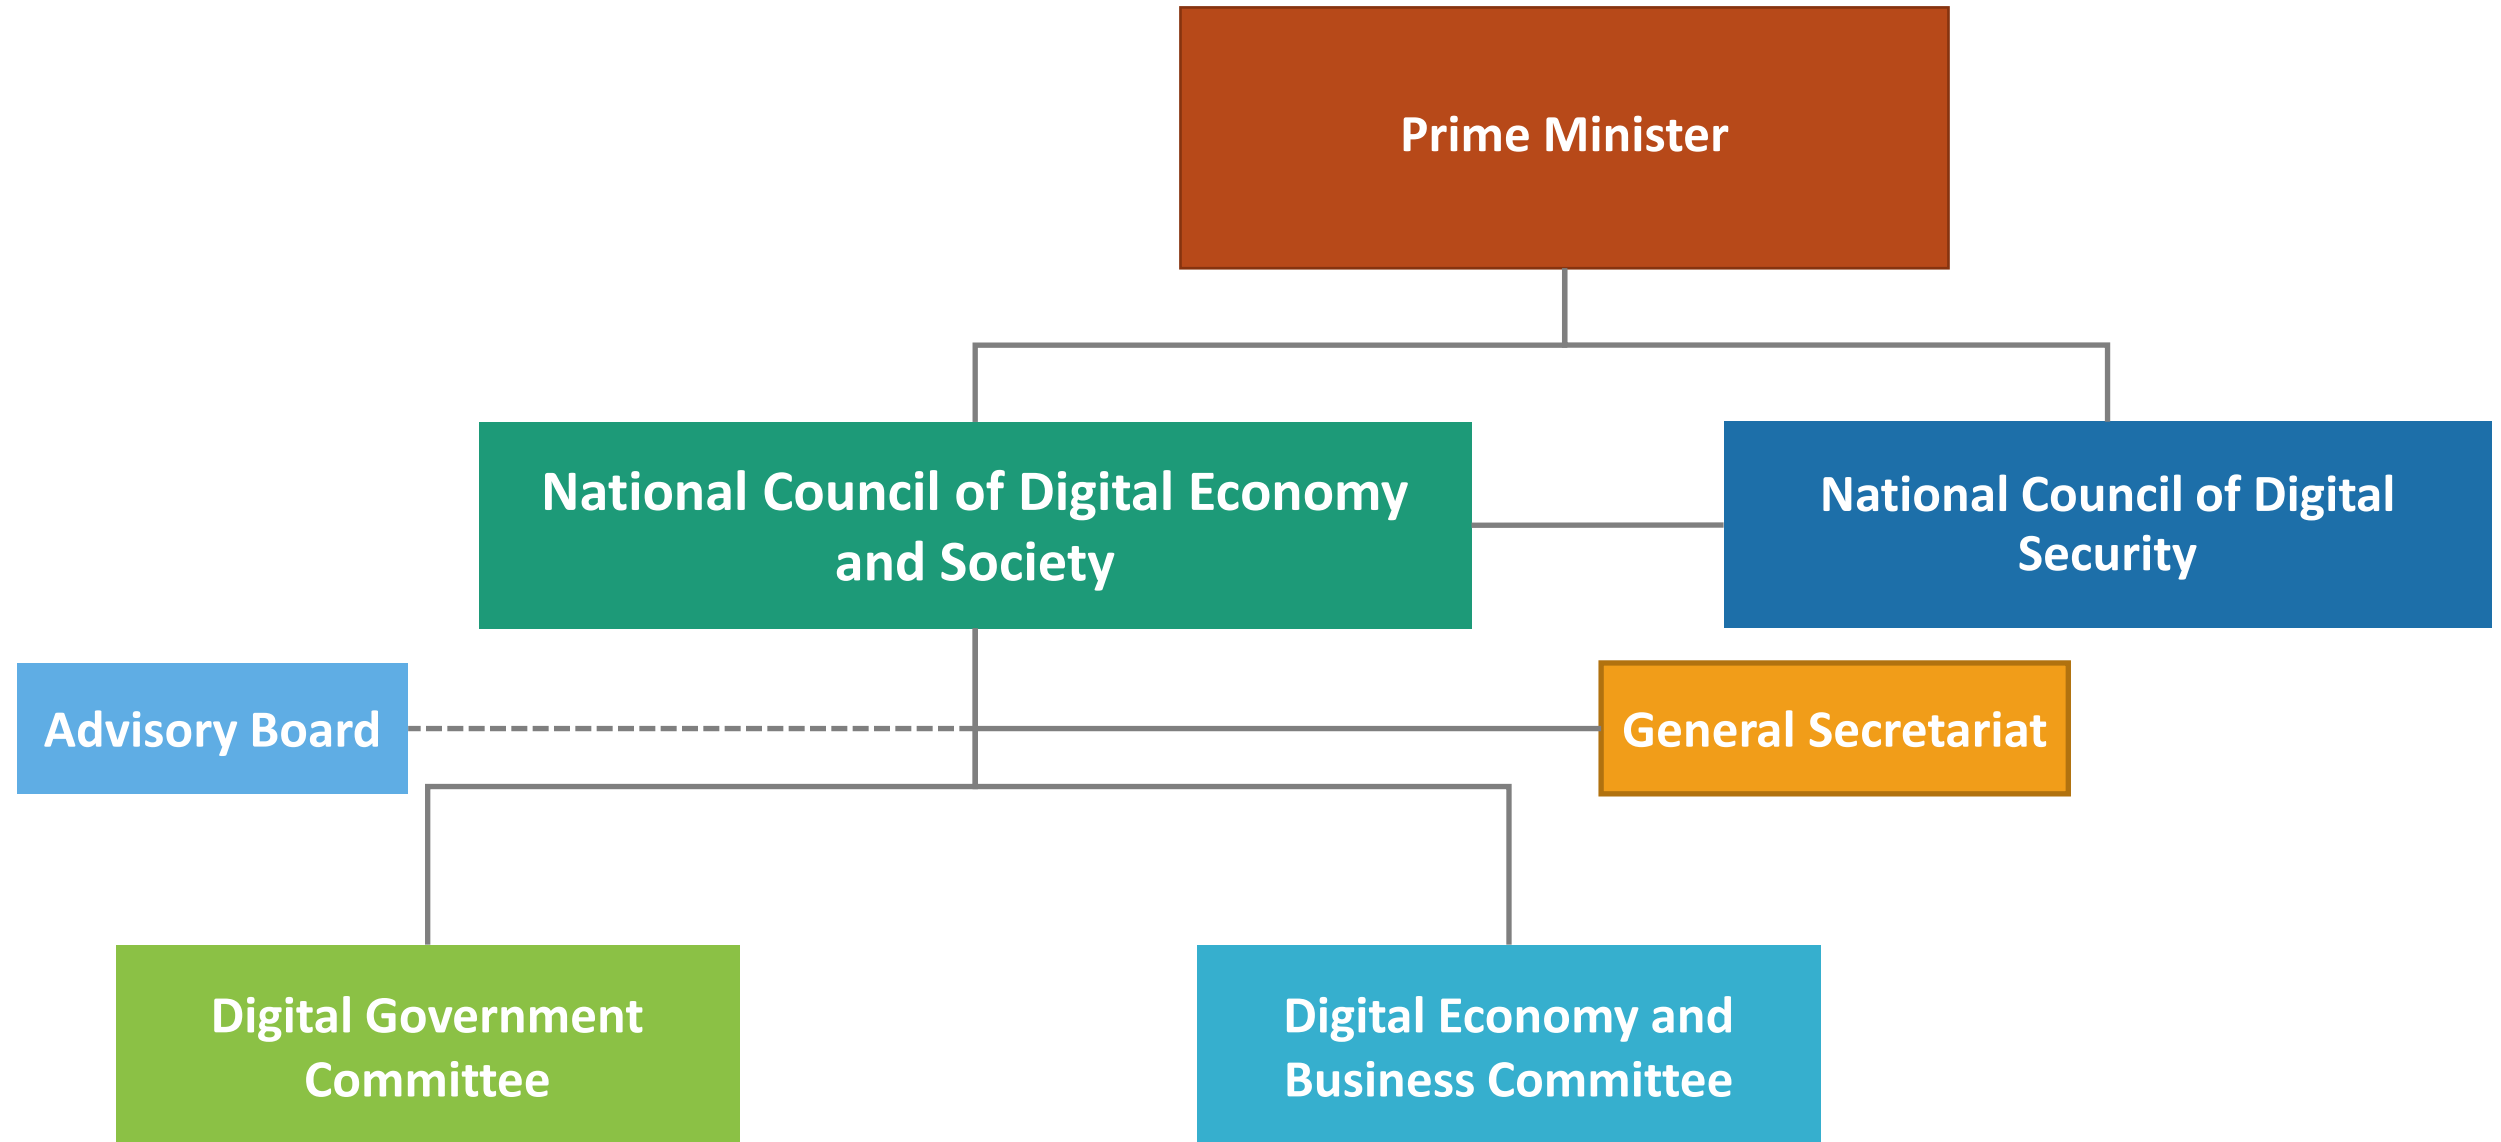 Prime Minister
National Council of Digital Economy
and Society
National Council of Digital
Security
Advisory Board
General Secretariat
Digital Government
Committee
Digital Economy and
Business Committee